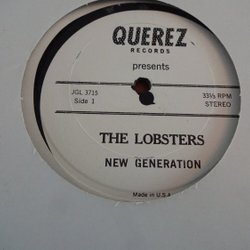 QUEREZ
RECORDS
presents
JGL 3715
Side 1
33⅓ RPM
STEREO
THE LOBSTERS
NEW GENERATION
Made in U.S.A.